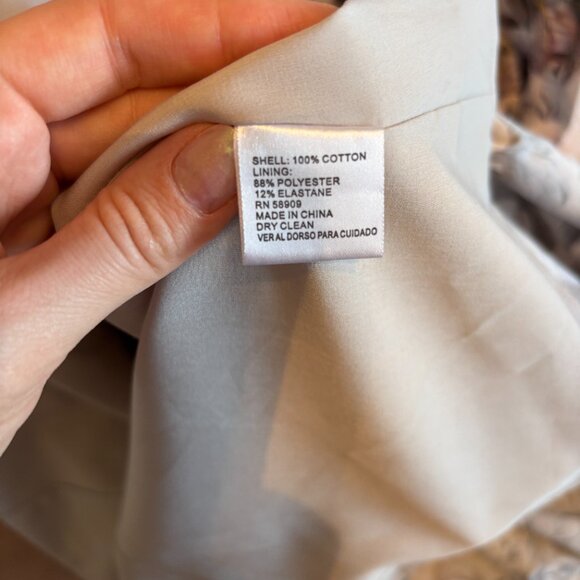 SHELL: 100% COTTON
LINING:
88% POLYESTER
12% ELASTANE
RN 58909
MADE IN CHINA
DRY CLEAN
VER AL DORSO PARA CUIDADO